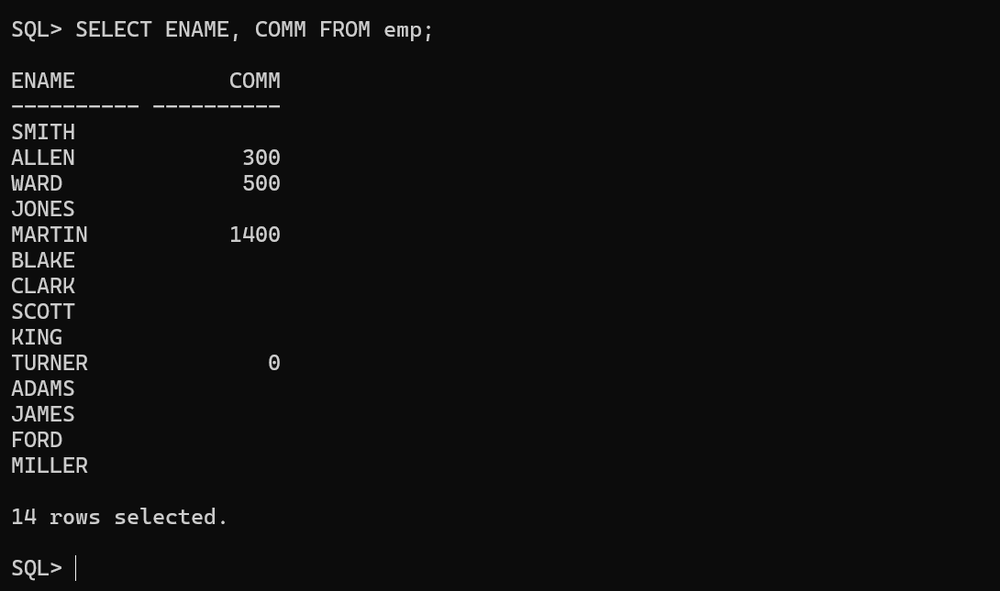 SQL> SELECT ENAME, COMM FROM emp;
ENAME            COMM
---------- ----------
SMITH
ALLEN             300
WARD              500
JONES
MARTIN           1400
BLAKE
CLARK
SCOTT
KING
TURNER              0
ADAMS
JAMES
FORD
MILLER
14 rows selected.
SQL>